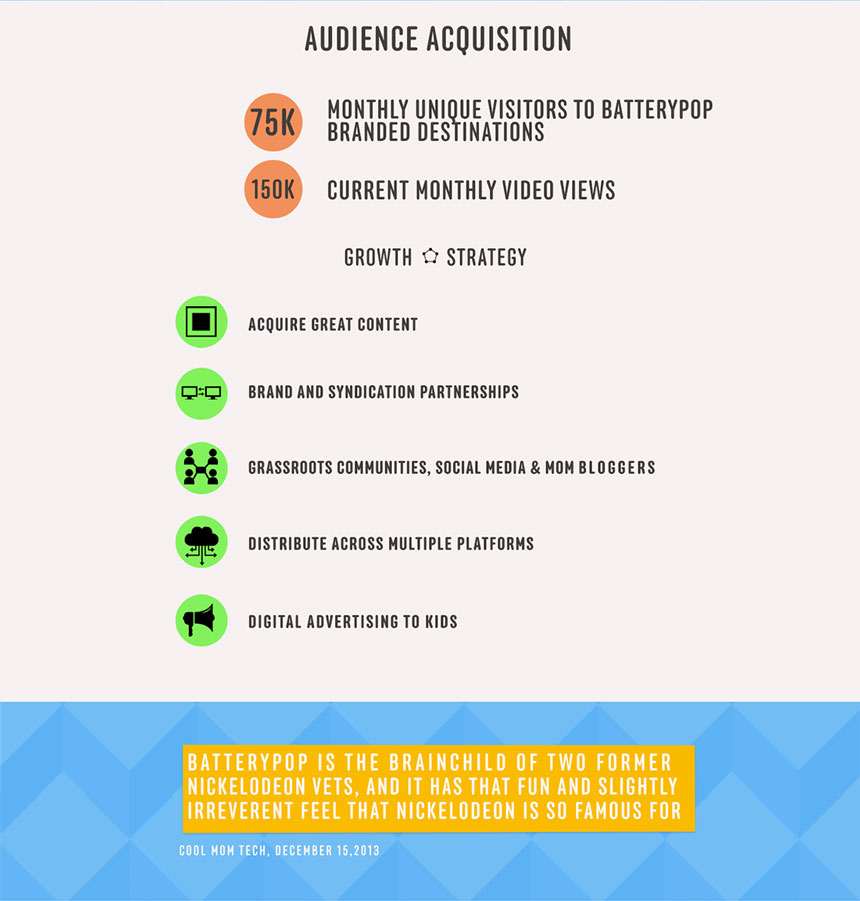 AUDIENCE ACQUISITION
75K
MONTHLY UNIQUE VISITORS TO BATTERYPOP
BRANDED DESTINATIONS
150K
CURRENT MONTHLY VIDEO VIEWS
GROWTH STRATEGY
ACQUIRE GREAT CONTENT
BRAND AND SYNDICATION PARTNERSHIPS
GRASSROOTS COMMUNITIES, SOCIAL MEDIA & MOM BLOGGERS
DISTRIBUTE ACROSS MULTIPLE PLATFORMS
DIGITAL ADVERTISING TO KIDS
BATTERYPOP IS THE BRAINCHILD OF TWO FORMER
NICKELODEON VETS, AND IT HAS THAT FUN AND SLIGHTLY
IRREVERENT FEEL THAT NICKELODEON IS SO FAMOUS FOR
COOL MOM TECH, DECEMBER 15,2013